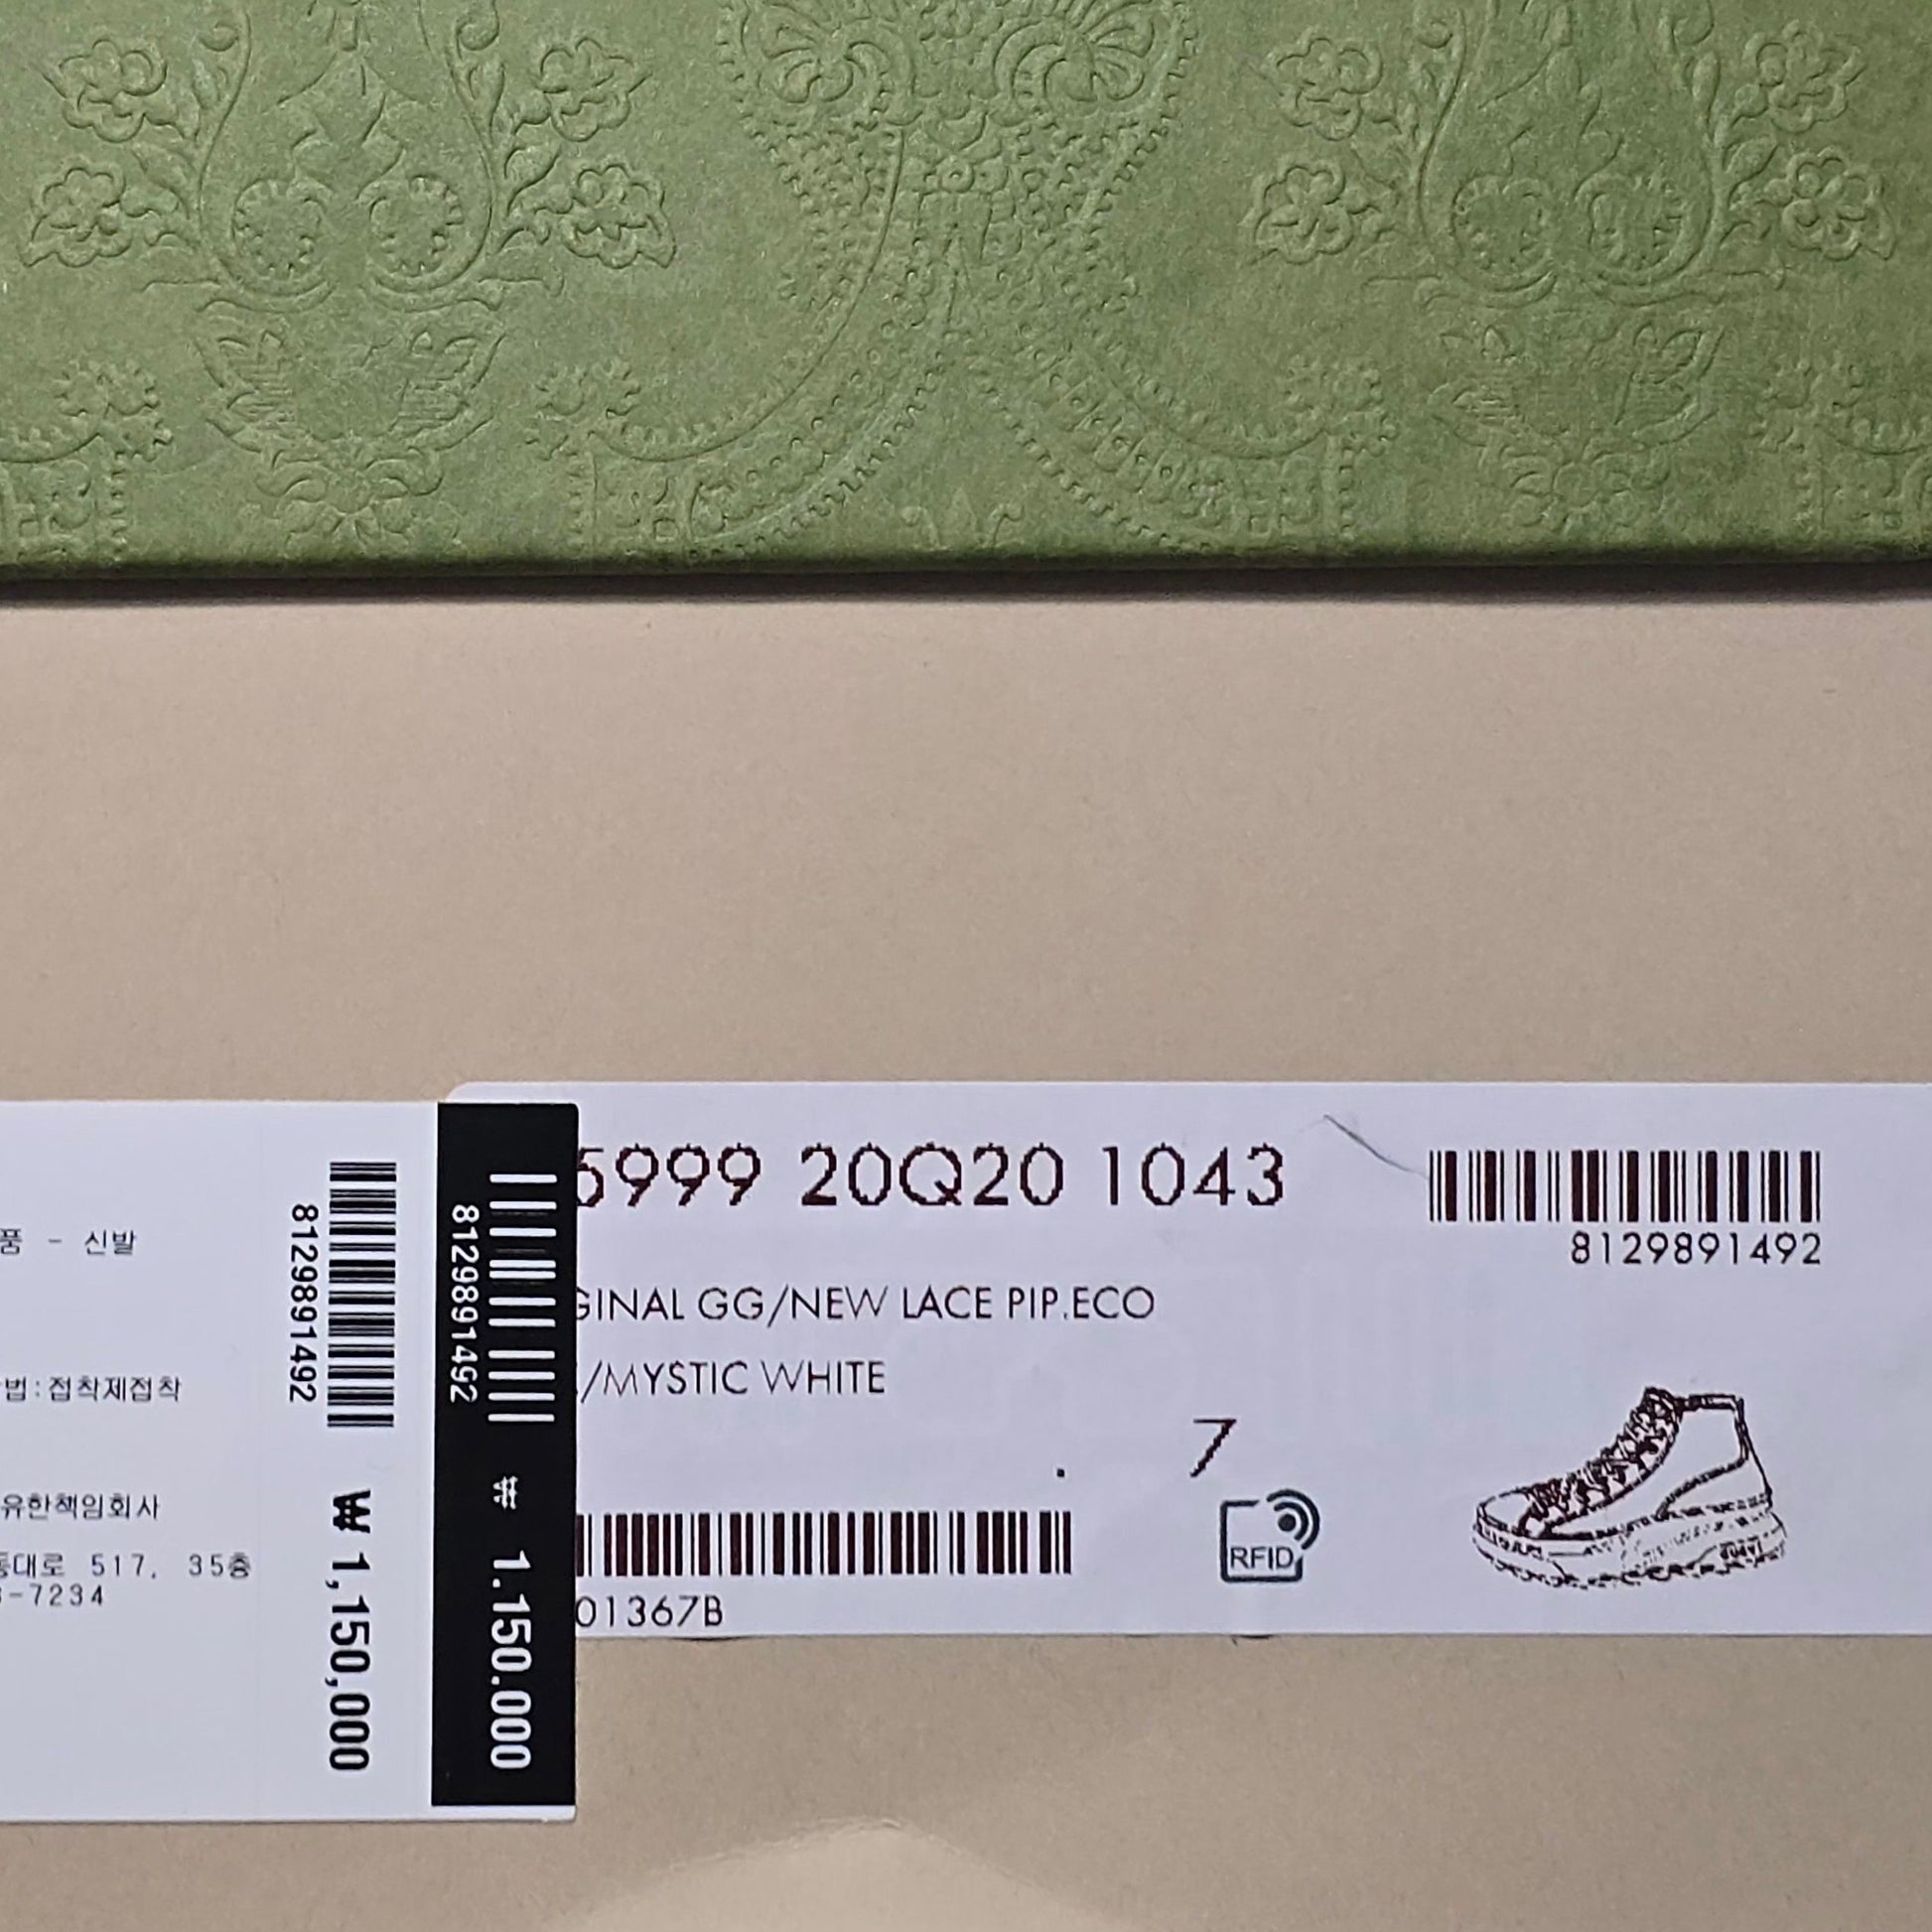 풍 - 신발
법:접착제접착
유한책임회사
동대로 517, 35층
-7234
8129891492
₩ 1,150,000
8129891492
₩ 1.150.000
5999 20Q20 1043
8129891492
GINAL GG/NEW LACE PIP.ECO
/MYSTIC WHITE
7
RFID
01367B